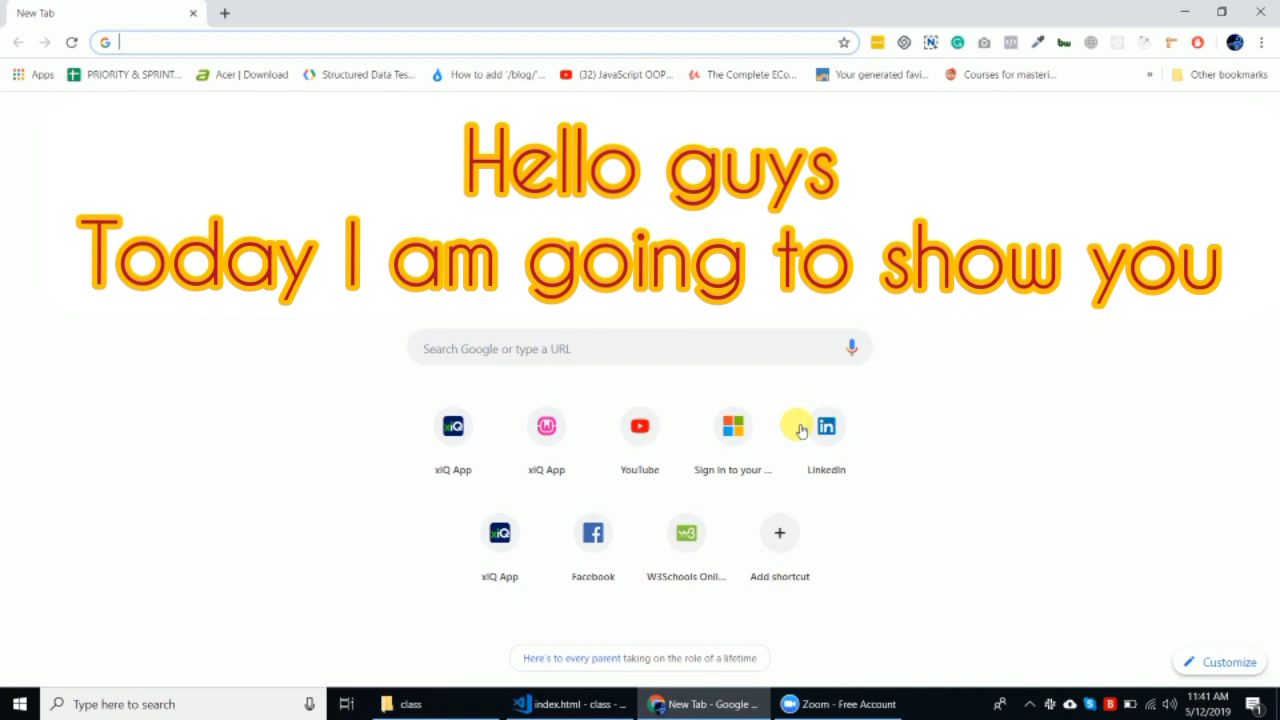 New Tab
Apps
PRIORITY & SPRINT...
Acer | Download
Structured Data Tes...
How to add '/blog/'...
(32) JavaScript OOP...
The Complete ECo...
Your generated favi...
Courses for masteri...
»
Other bookmarks
Hello guys
Today I am going to show you
Search Google or type a URL
xiQ App
xiQ App
YouTube
Sign in to your ...
LinkedIn
xiQ App
Facebook
W3Schools Onli...
Add shortcut
Here's to every parent taking on the role of a lifetime
Customize
Type here to search
class
index.html - class - ...
New Tab - Google ...
Zoom - Free Account
11:41 AM
5/12/2019